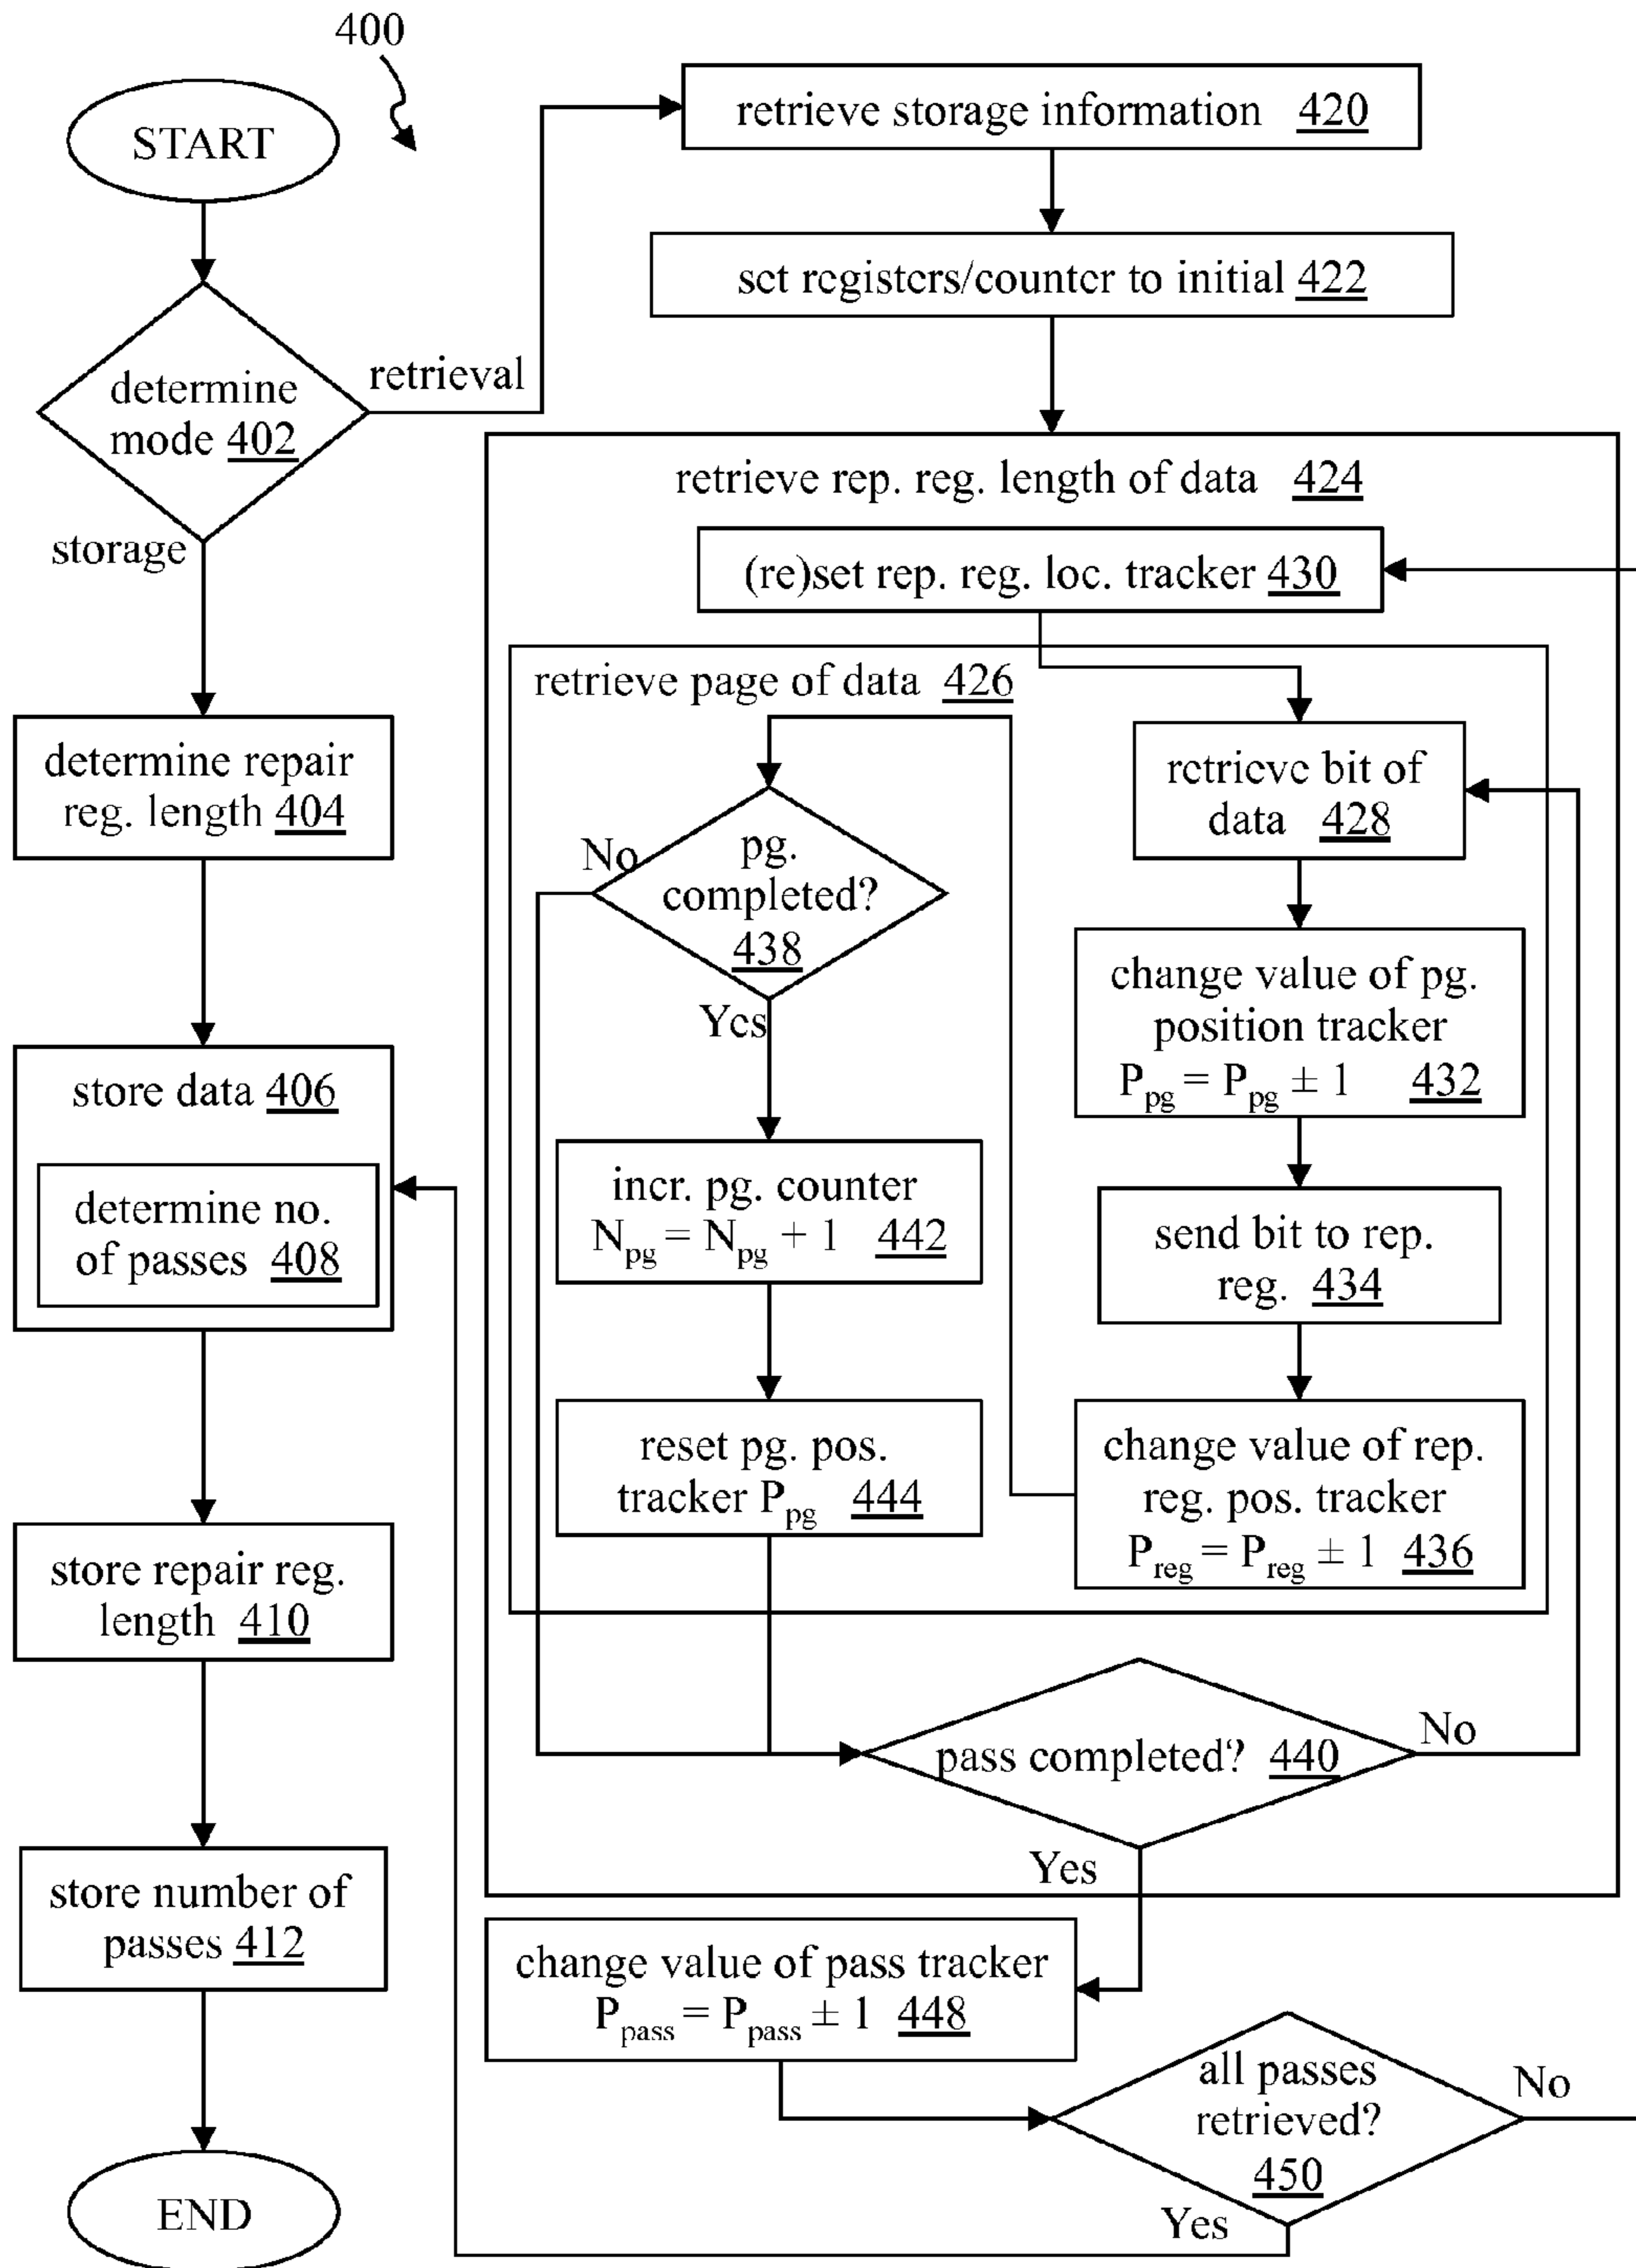 400
START
determine
mode 402
retrieval
storage
determine repair
reg. length 404
store data 406
determine no.
of passes 408
store repair reg.
length 410
store number of
passes 412
END
retrieve storage information 420
set registers/counter to initial 422
retrieve rep. reg. length of data 424
(re)set rep. reg. loc. tracker 430
retrieve page of data 426
retrieve bit of
data 428
change value of pg.
position tracker
Ppg = Ppg ± 1 432
send bit to rep.
reg. 434
change value of rep.
reg. pos. tracker
Preg = Preg ± 1 436
No
pg.
completed?
438
Yes
incr. pg. counter
Npg = Npg + 1 442
reset pg. pos.
tracker Ppg 444
pass completed? 440
No
Yes
change value of pass tracker
Ppass = Ppass ± 1 448
all passes
retrieved?
450
No
Yes